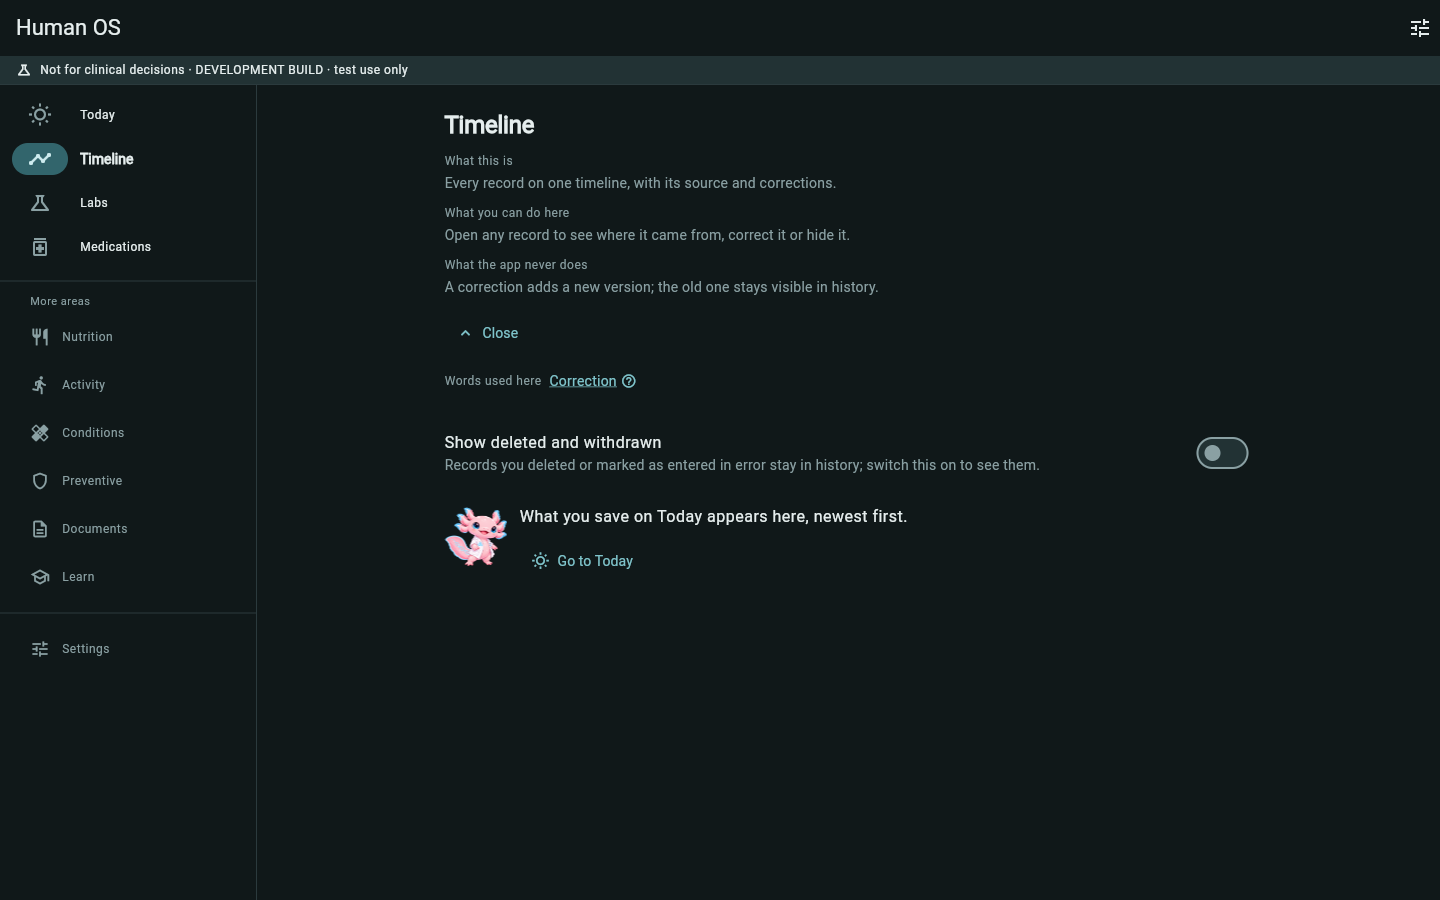 Human OS
Not for clinical decisions · DEVELOPMENT BUILD · test use only
Today
Timeline
Labs
Medications
More areas
Nutrition
Activity
Conditions
Preventive
Documents
Learn
Settings
Timeline
What this is
Every record on one timeline, with its source and corrections.
What you can do here
Open any record to see where it came from, correct it or hide it.
What the app never does
A correction adds a new version; the old one stays visible in history.
Close
Words used here Correction ?
Show deleted and withdrawn
Records you deleted or marked as entered in error stay in history; switch this on to see them.
What you save on Today appears here, newest first.
Go to Today